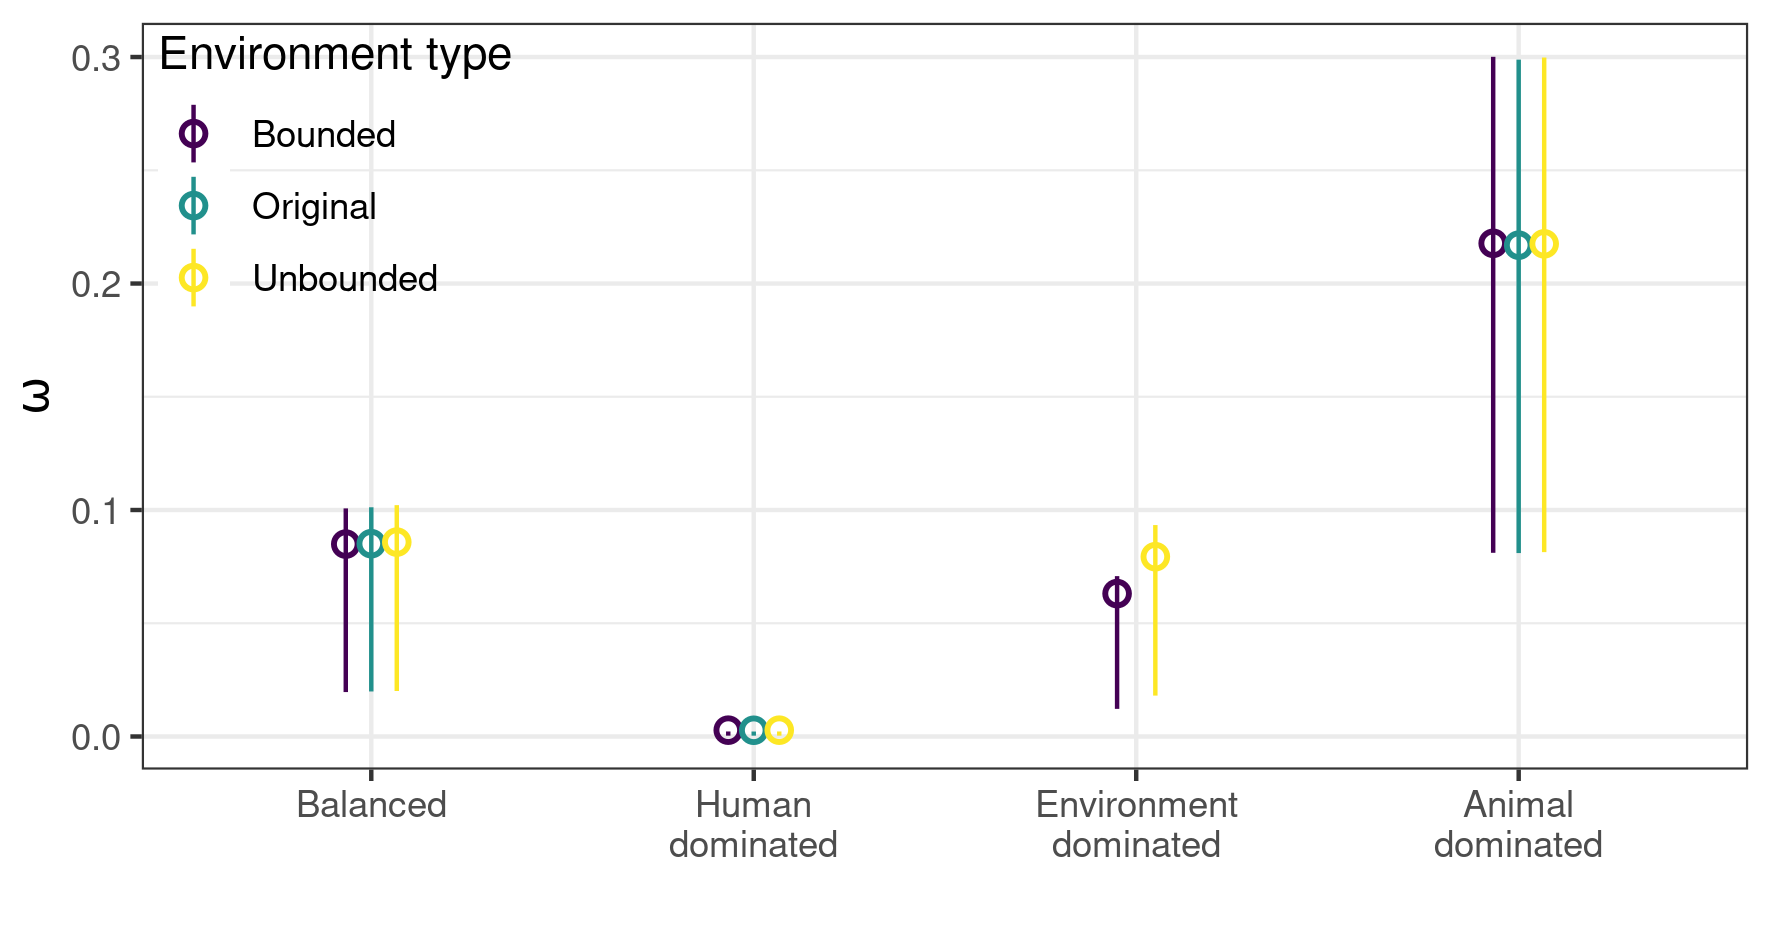 Environment type
Bounded
Original
Unbounded
0.3
0.2
0.1
0.0
ω
Balanced
Human
dominated
Environment
dominated
Animal
dominated